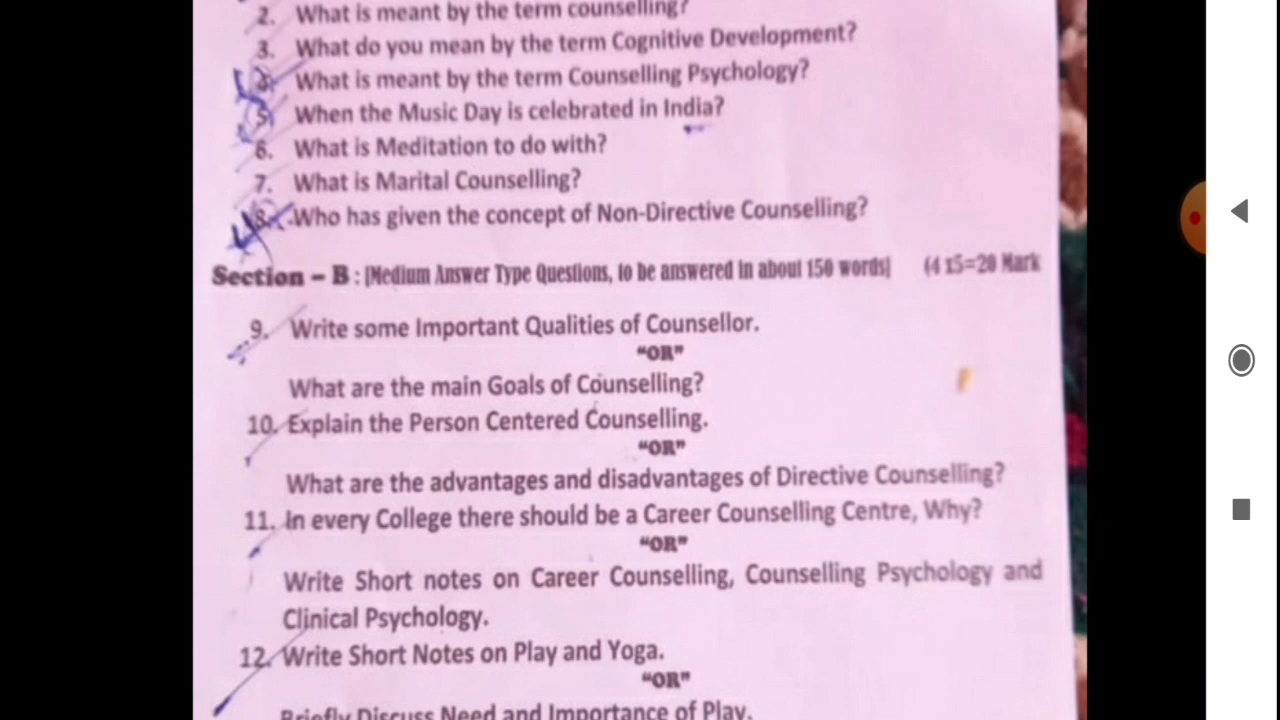 2. What is meant by the term counselling?
3. What do you mean by the term Cognitive Development?
4. What is meant by the term Counselling Psychology?
5. When the Music Day is celebrated in India?
6. What is Meditation to do with?
7. What is Marital Counselling?
8. Who has given the concept of Non-Directive Counselling?
Section – B : [Medium Answer Type Questions, to be answered in about 150 words] (4 x5=20 Mark
9. Write some Important Qualities of Counsellor.
“OR”
What are the main Goals of Counselling?
10. Explain the Person Centered Counselling.
“OR”
What are the advantages and disadvantages of Directive Counselling?
11. In every College there should be a Career Counselling Centre, Why?
“OR”
Write Short notes on Career Counselling, Counselling Psychology and
Clinical Psychology.
12. Write Short Notes on Play and Yoga.
“OR”
Briefly Discuss Need and Importance of Play.